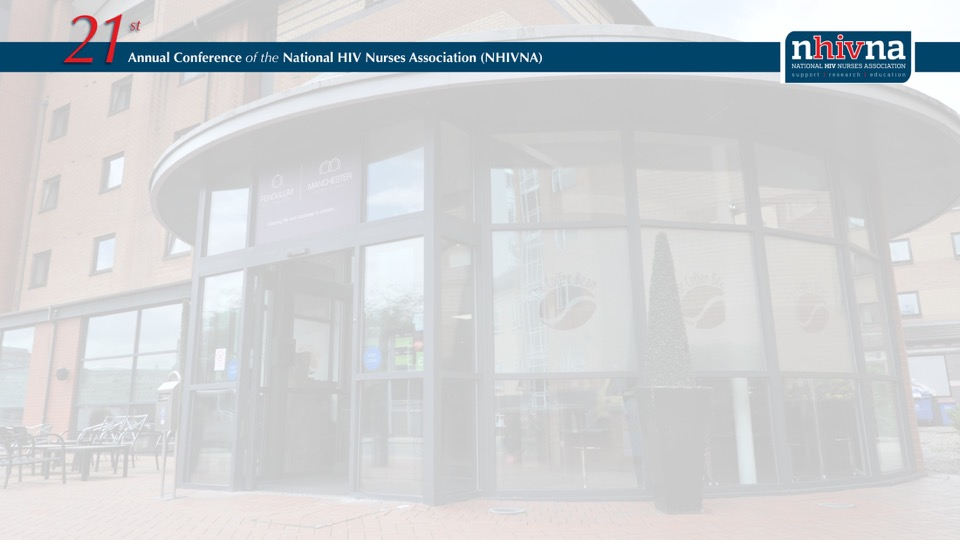 21st
Annual Conference of the National HIV Nurses Association (NHIVNA)
nhivna
NATIONAL HIV NURSES ASSOCIATION
support | research | education
PENDULUM
MANCHESTER